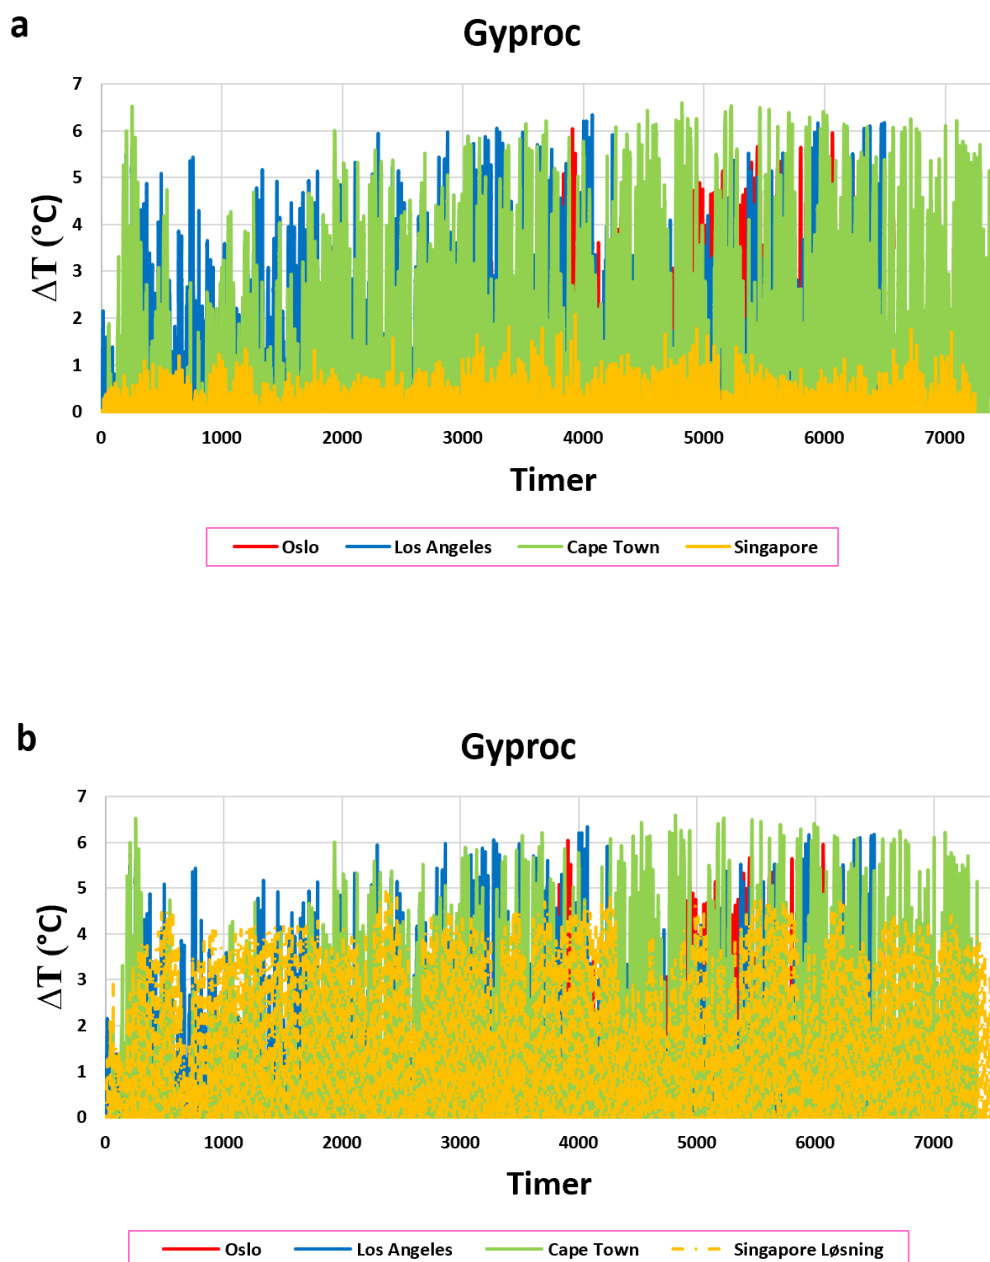 a
Gyproc
7
6
5
4
3
2
1
0
ΔT (°C)
0 1000 2000 3000 4000 5000 6000 7000
Timer
Oslo Los Angeles Cape Town Singapore
b
Gyproc
7
6
5
4
3
2
1
0
ΔT (°C)
0 1000 2000 3000 4000 5000 6000 7000
Timer
Oslo Los Angeles Cape Town Singapore Løsning